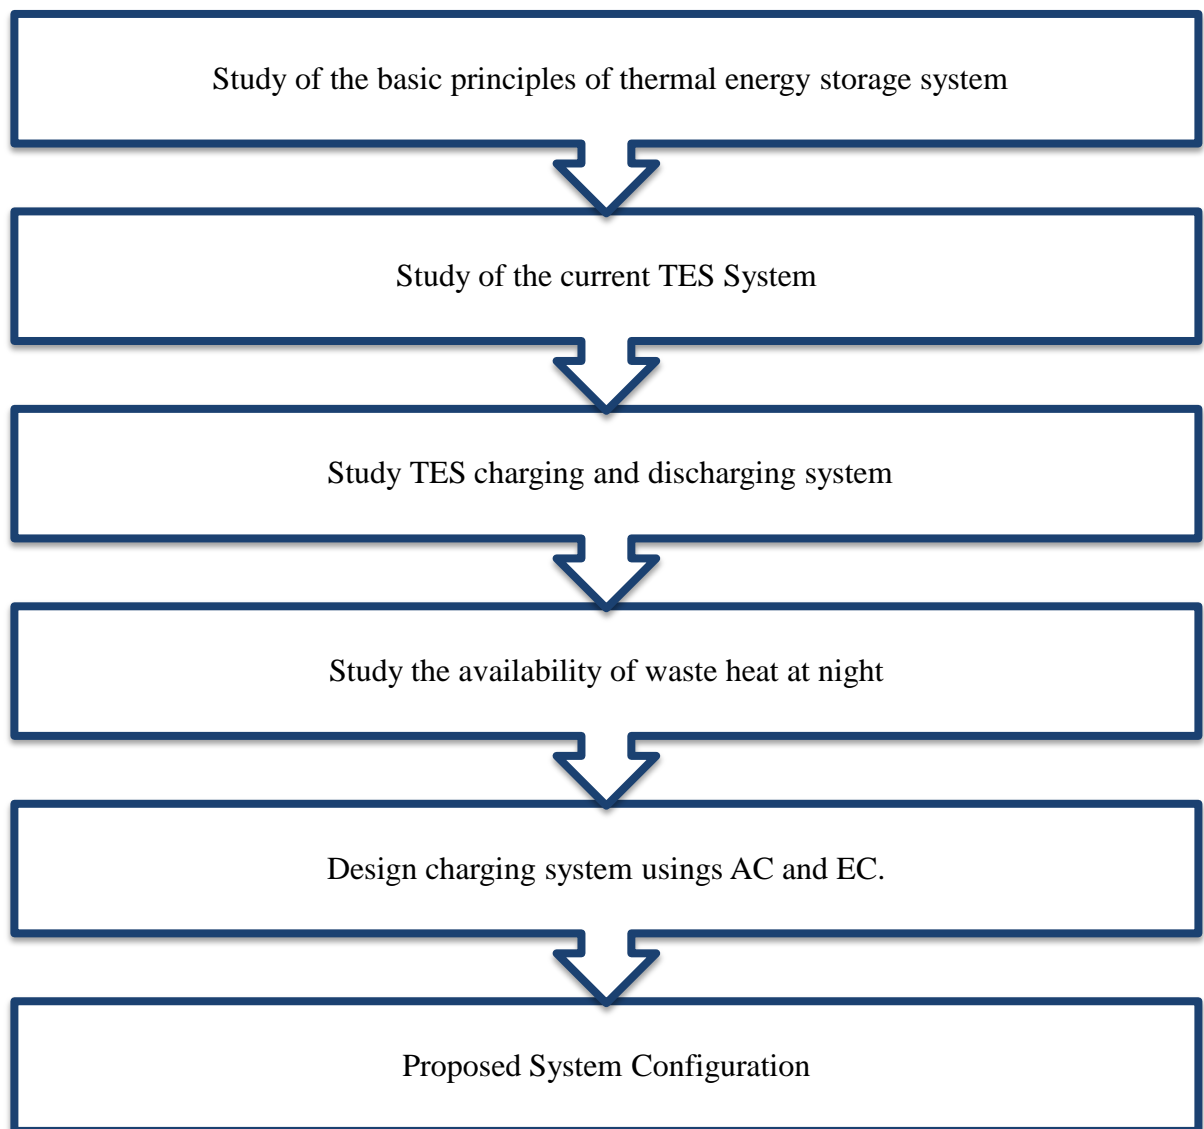 Study of the basic principles of thermal energy storage system
Study of the current TES System
Study TES charging and discharging system
Study the availability of waste heat at night
Design charging system usings AC and EC.
Proposed System Configuration